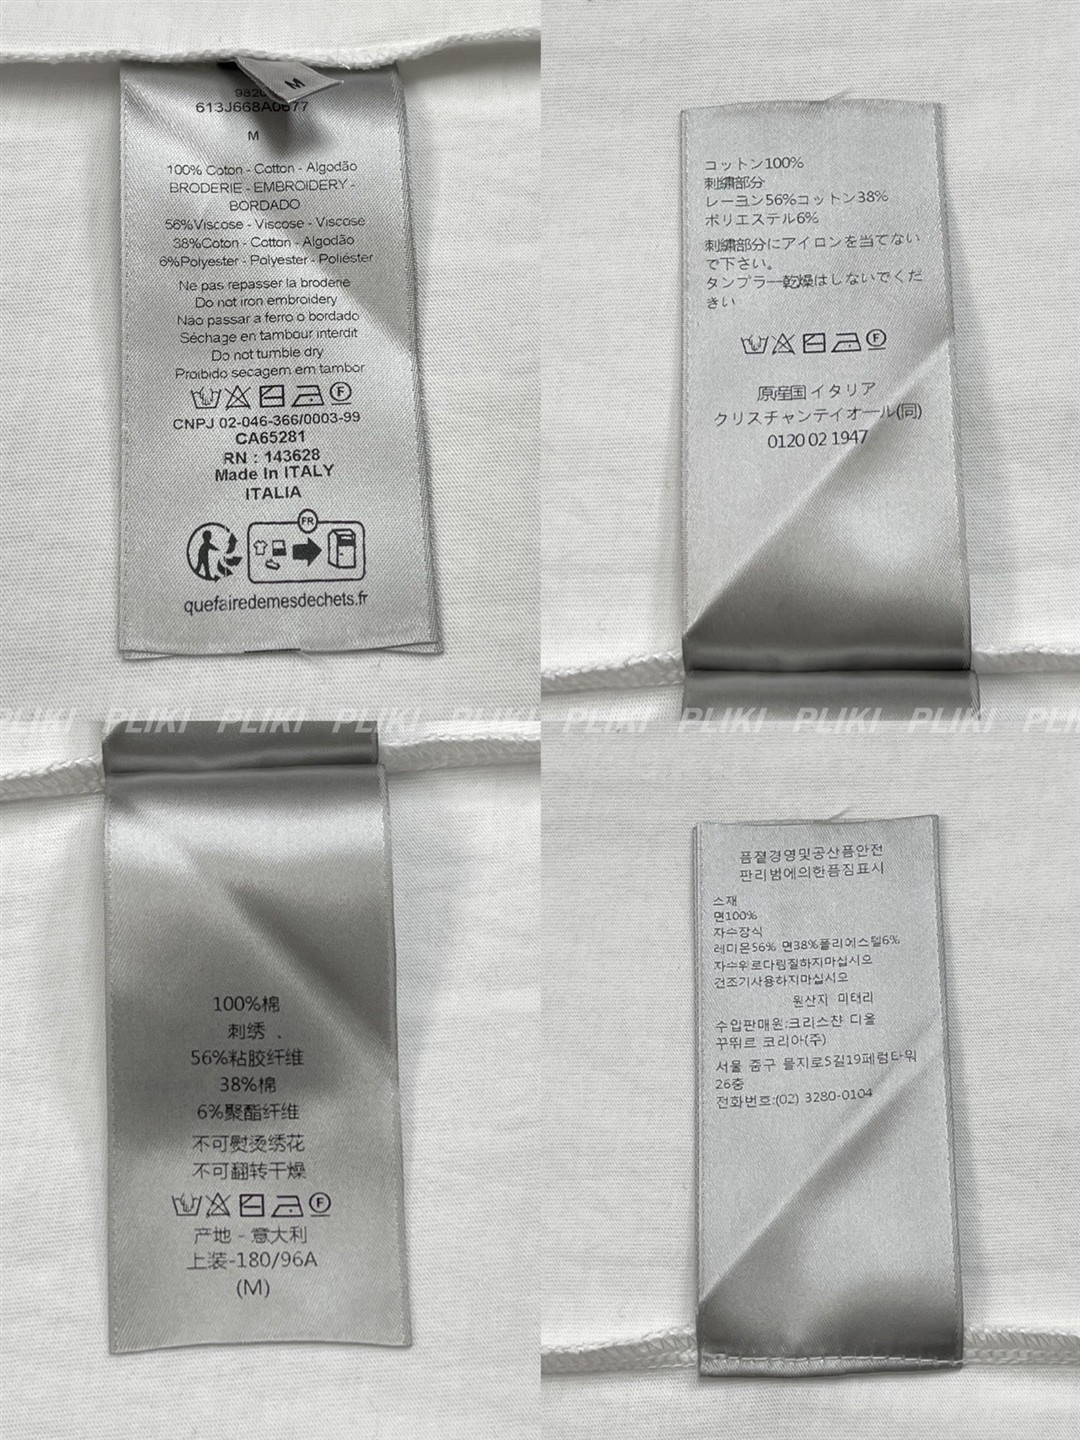 M
613J668A0677
M
100% Coton - Cotton - Algodão
BRODERIE - EMBROIDERY -
BORDADO
56%Viscose - Viscose - Viscose
38%Coton - Cotton - Algodão
6%Polyester - Polyester - Poliéster
Ne pas repasser la broderie
Do not iron embroidery
Não passar a ferro o bordado
Séchage en tambour interdit
Do not tumble dry
Proibido secagem em tambor
F
CNPJ 02-046-366/0003-99
CA65281
RN : 143628
Made In ITALY
ITALIA
FR
quefairedemesdechets.fr
コットン100%
刺繍部分
レーヨン56%コットン38%
ポリエステル6%
刺繍部分にアイロンを当てない
で下さい。
タンブラー乾燥はしないでくだ
さい
F
原産国イタリア
クリスチャンディオール(同)
0120 02 1947
PLIKI PLIKI PLIKI PLIKI PLIKI PLIKI PLIKI PLIKI PLIKI
100%棉
刺绣
56%粘胶纤维
38%棉
6%聚酯纤维
不可熨烫绣花
不可翻转干燥
F
产地 - 意大利
上装-180/96A
(M)
품질경영및공산품안전
판리범에의한품짐표시
소재
면100%
자수장식
레미몬56% 면38%폴리에스텔6%
자수위로다림질하지마십시오
건조기사용하지마십시오
원산지 미태리
수입판매원:크리스챤 디올
꾸뛰르 코리아(주)
서울 중구 을지로5길19페럼타워
26층
전화번호:(02) 3280-0104